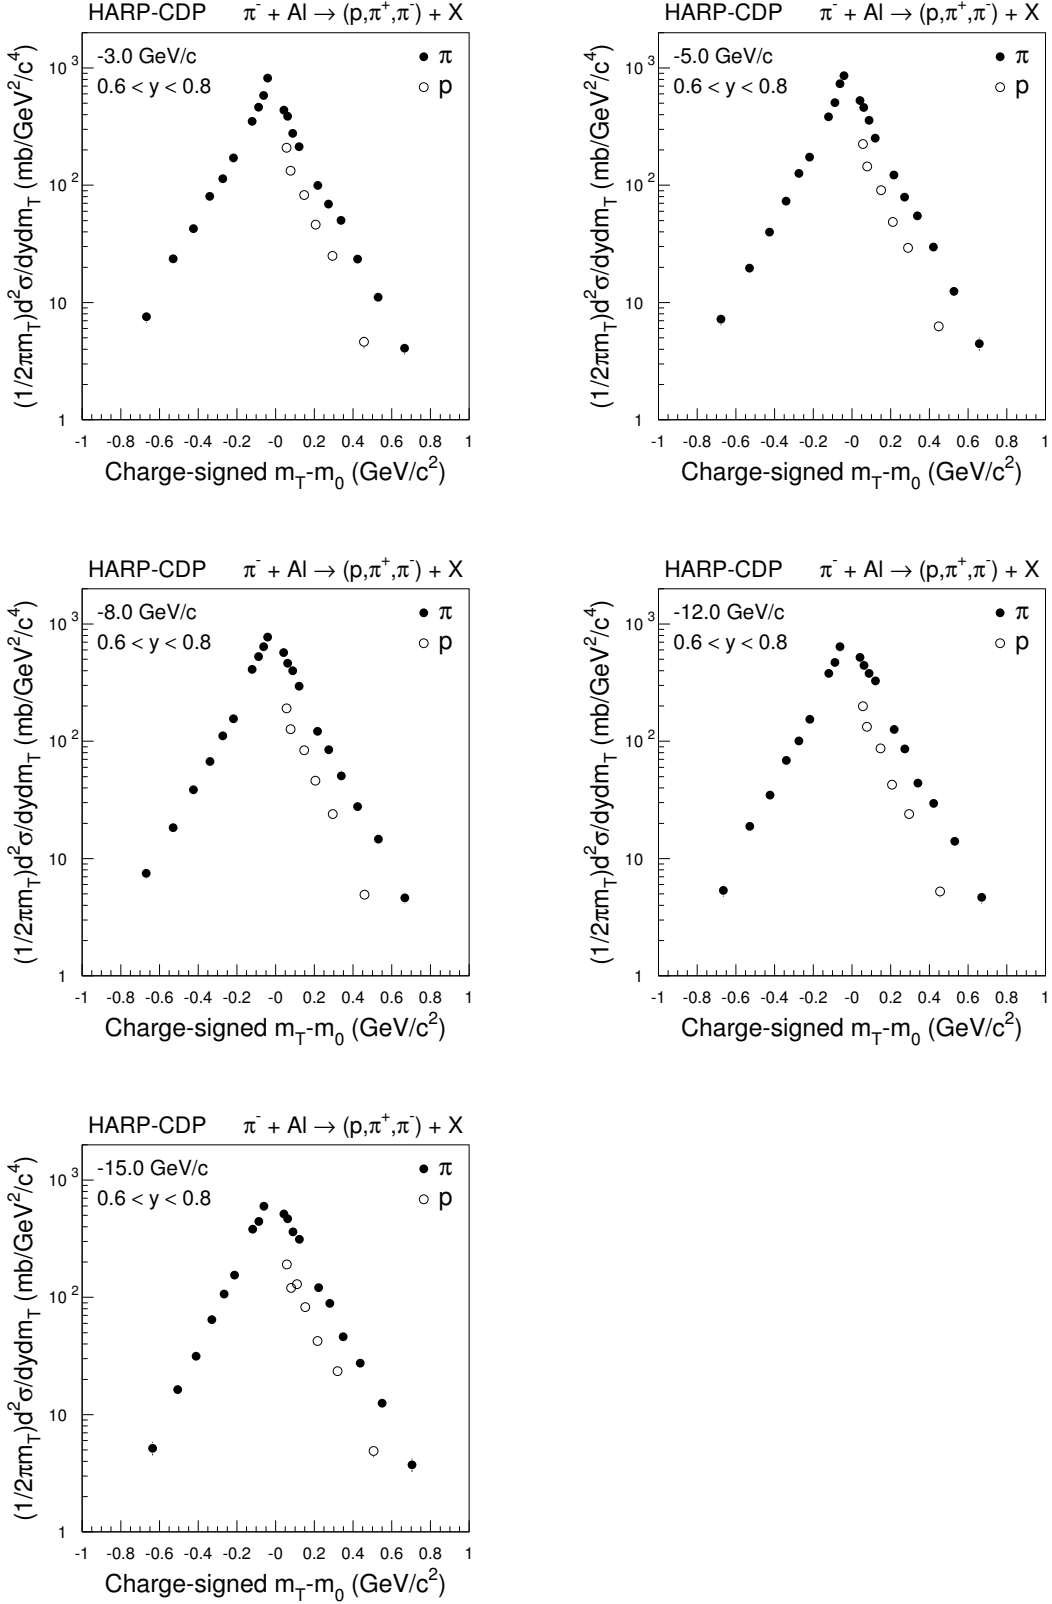 HARP-CDP π⁻ + Al → (p,π⁺,π⁻) + X
-3.0 GeV/c π
0.6 < y < 0.8 p
10³
10²
10
1
(1/2πm_T)d²σ/dydm_T (mb/GeV²/c⁴)
-1 -0.8 -0.6 -0.4 -0.2 -0 0.2 0.4 0.6 0.8 1
Charge-signed m_T-m₀ (GeV/c²)
HARP-CDP π⁻ + Al → (p,π⁺,π⁻) + X
-5.0 GeV/c π
0.6 < y < 0.8 p
10³
10²
10
1
(1/2πm_T)d²σ/dydm_T (mb/GeV²/c⁴)
-1 -0.8 -0.6 -0.4 -0.2 -0 0.2 0.4 0.6 0.8 1
Charge-signed m_T-m₀ (GeV/c²)
HARP-CDP π⁻ + Al → (p,π⁺,π⁻) + X
-8.0 GeV/c π
0.6 < y < 0.8 p
10³
10²
10
1
(1/2πm_T)d²σ/dydm_T (mb/GeV²/c⁴)
-1 -0.8 -0.6 -0.4 -0.2 -0 0.2 0.4 0.6 0.8 1
Charge-signed m_T-m₀ (GeV/c²)
HARP-CDP π⁻ + Al → (p,π⁺,π⁻) + X
-12.0 GeV/c π
0.6 < y < 0.8 p
10³
10²
10
1
(1/2πm_T)d²σ/dydm_T (mb/GeV²/c⁴)
-1 -0.8 -0.6 -0.4 -0.2 -0 0.2 0.4 0.6 0.8 1
Charge-signed m_T-m₀ (GeV/c²)
HARP-CDP π⁻ + Al → (p,π⁺,π⁻) + X
-15.0 GeV/c π
0.6 < y < 0.8 p
10³
10²
10
1
(1/2πm_T)d²σ/dydm_T (mb/GeV²/c⁴)
-1 -0.8 -0.6 -0.4 -0.2 -0 0.2 0.4 0.6 0.8 1
Charge-signed m_T-m₀ (GeV/c²)